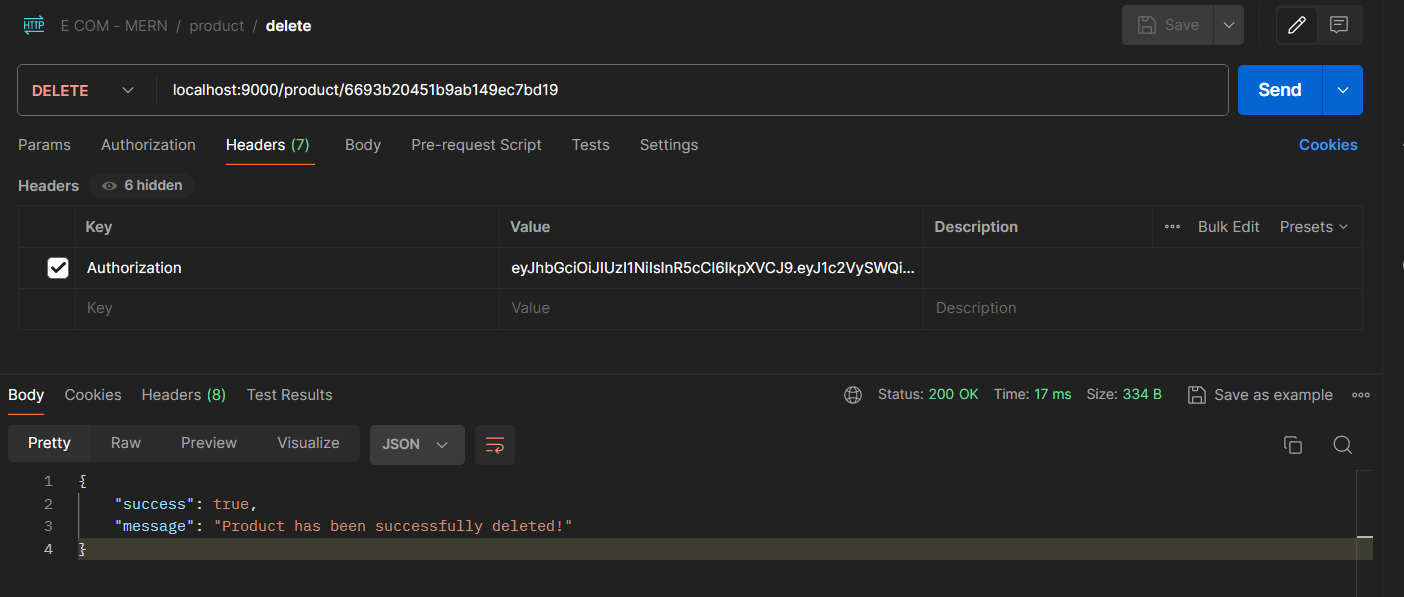 HTTP E COM - MERN / product / delete Save
DELETE localhost:9000/product/6693b20451b9ab149ec7bd19 Send
Params Authorization Headers (7) Body Pre-request Script Tests Settings Cookies
Headers 6 hidden
Key Value Description Bulk Edit Presets
Authorization eyJhbGciOiJIUzI1NiIsInR5cCI6IkpXVCJ9.eyJ1c2VySWQi...
Key Value Description
Body Cookies Headers (8) Test Results Status: 200 OK Time: 17 ms Size: 334 B Save as example
Pretty Raw Preview Visualize JSON
1 {
2 "success": true,
3 "message": "Product has been successfully deleted!"
4 }